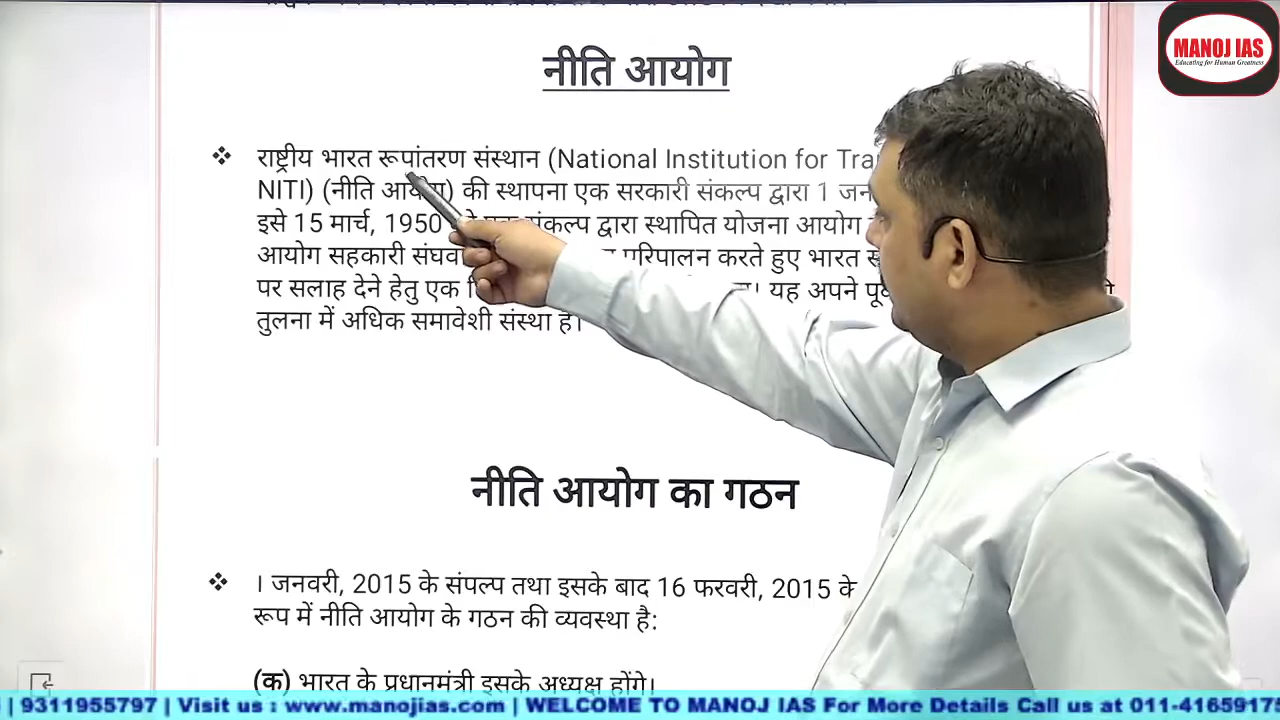 MANOJ IAS
Educating for Human Greatness
नीति आयोग
❖ राष्ट्रीय भारत रूपांतरण संस्थान (National Institution for
NITI) (नीति आयोग) की स्थापना एक सरकारी संकल्प द्वारा 1
इसे 15 मार्च, 1950 संकल्प द्वारा स्थापित योजना आयोग
आयोग सहकारी परिपालन करते हुए भारत
पर सलाह देने हेतु एक । यह अपने
तुलना में अधिक समावेशी संस्था है।
नीति आयोग का गठन
❖ । जनवरी, 2015 के संपल्प तथा इसके बाद 16 फरवरी, 2015 के
रूप में नीति आयोग के गठन की व्यवस्था है:
(क) भारत के प्रधानमंत्री इसके अध्यक्ष होंगे।
| 9311955797 | Visit us : www.manojias.com | WELCOME TO MANOJ IAS For More Details Call us at 011-4165917